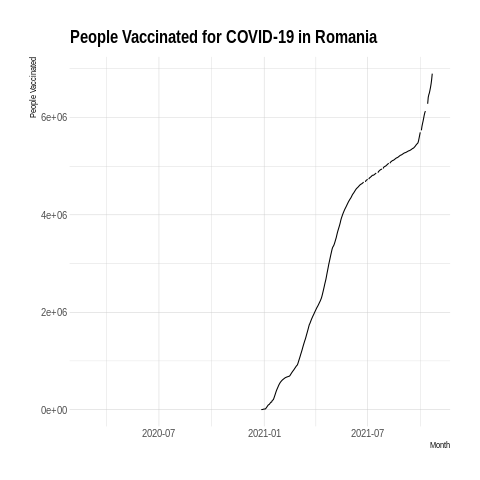 People Vaccinated for COVID-19 in Romania
People Vaccinated
6e+06
4e+06
2e+06
0e+00
2020-07
2021-01
2021-07
Month